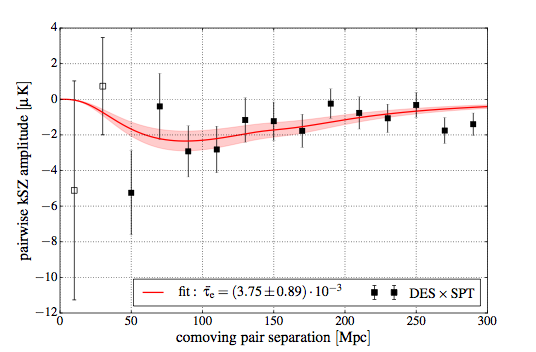 4
2
0
−2
−4
−6
−8
−10
−12
pairwise kSZ amplitude [μK]
fit : τ̄ₑ = (3.75 ± 0.89) · 10⁻³
DES × SPT
0 50 100 150 200 250 300
comoving pair separation [Mpc]